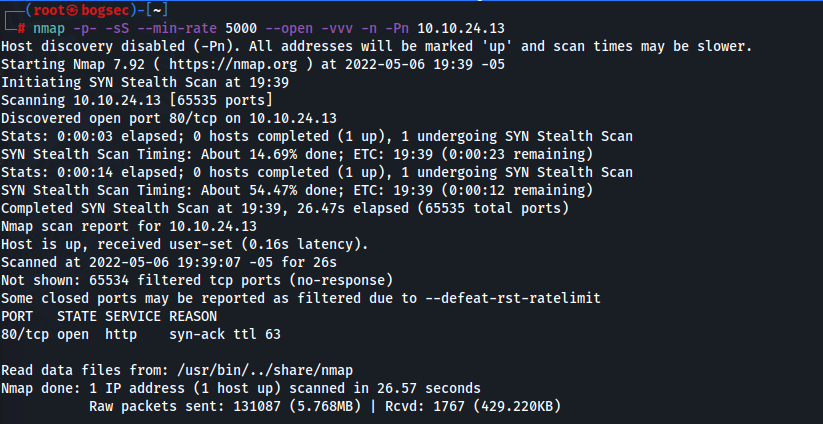 ┌──(root㉿bogsec)-[~]
└─# nmap -p- -sS --min-rate 5000 --open -vvv -n -Pn 10.10.24.13
Host discovery disabled (-Pn). All addresses will be marked 'up' and scan times may be slower.
Starting Nmap 7.92 ( https://nmap.org ) at 2022-05-06 19:39 -05
Initiating SYN Stealth Scan at 19:39
Scanning 10.10.24.13 [65535 ports]
Discovered open port 80/tcp on 10.10.24.13
Stats: 0:00:03 elapsed; 0 hosts completed (1 up), 1 undergoing SYN Stealth Scan
SYN Stealth Scan Timing: About 14.69% done; ETC: 19:39 (0:00:23 remaining)
Stats: 0:00:14 elapsed; 0 hosts completed (1 up), 1 undergoing SYN Stealth Scan
SYN Stealth Scan Timing: About 54.47% done; ETC: 19:39 (0:00:12 remaining)
Completed SYN Stealth Scan at 19:39, 26.47s elapsed (65535 total ports)
Nmap scan report for 10.10.24.13
Host is up, received user-set (0.16s latency).
Scanned at 2022-05-06 19:39:07 -05 for 26s
Not shown: 65534 filtered tcp ports (no-response)
Some closed ports may be reported as filtered due to --defeat-rst-ratelimit
PORT   STATE SERVICE REASON
80/tcp open  http    syn-ack ttl 63
Read data files from: /usr/bin/../share/nmap
Nmap done: 1 IP address (1 host up) scanned in 26.57 seconds
Raw packets sent: 131087 (5.768MB) | Rcvd: 1767 (429.220KB)